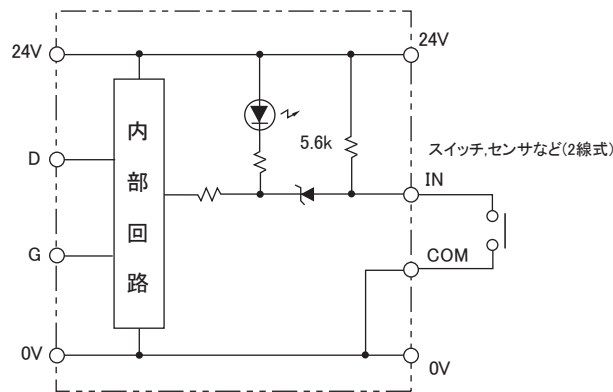 24V
24V
D
G
0V
内部回路
5.6k
スイッチ,センサなど(2線式)
IN
COM
0V